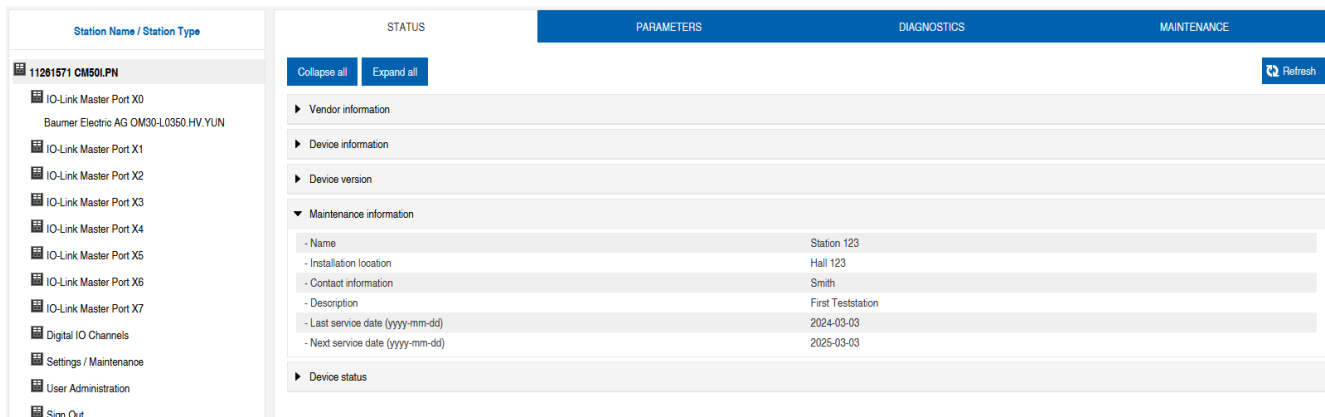 Station Name / Station Type
11261571 CM50I.PN
IO-Link Master Port X0
Baumer Electric AG OM30-L0350.HV.YUN
IO-Link Master Port X1
IO-Link Master Port X2
IO-Link Master Port X3
IO-Link Master Port X4
IO-Link Master Port X5
IO-Link Master Port X6
IO-Link Master Port X7
Digital IO Channels
Settings / Maintenance
User Administration
Sign Out
STATUS PARAMETERS DIAGNOSTICS MAINTENANCE
Collapse all Expand all Refresh
Vendor information
Device information
Device version
Maintenance information
- Name Station 123
- Installation location Hall 123
- Contact information Smith
- Description First Teststation
- Last service date (yyyy-mm-dd) 2024-03-03
- Next service date (yyyy-mm-dd) 2025-03-03
Device status